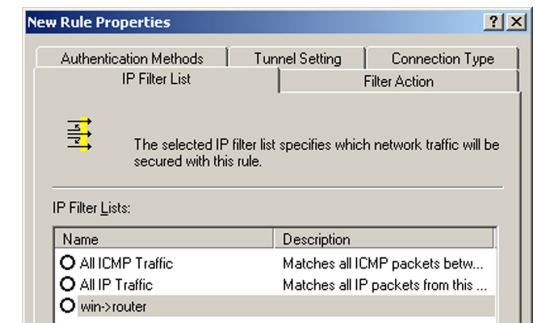 New Rule Properties
Authentication Methods Tunnel Setting Connection Type
IP Filter List Filter Action
The selected IP filter list specifies which network traffic will be
secured with this rule.
IP Filter Lists:
Name Description
All ICMP Traffic Matches all ICMP packets betw...
All IP Traffic Matches all IP packets from this ...
win->router